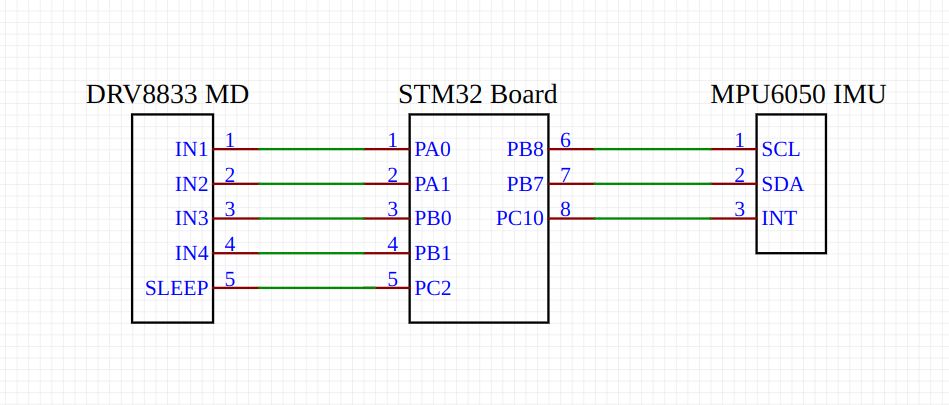 DRV8833 MD
STM32 Board
MPU6050 IMU
IN1 1
1 PA0
PB8 6
1 SCL
IN2 2
2 PA1
PB7 7
2 SDA
IN3 3
3 PB0
PC10 8
3 INT
IN4 4
4 PB1
SLEEP 5
5 PC2